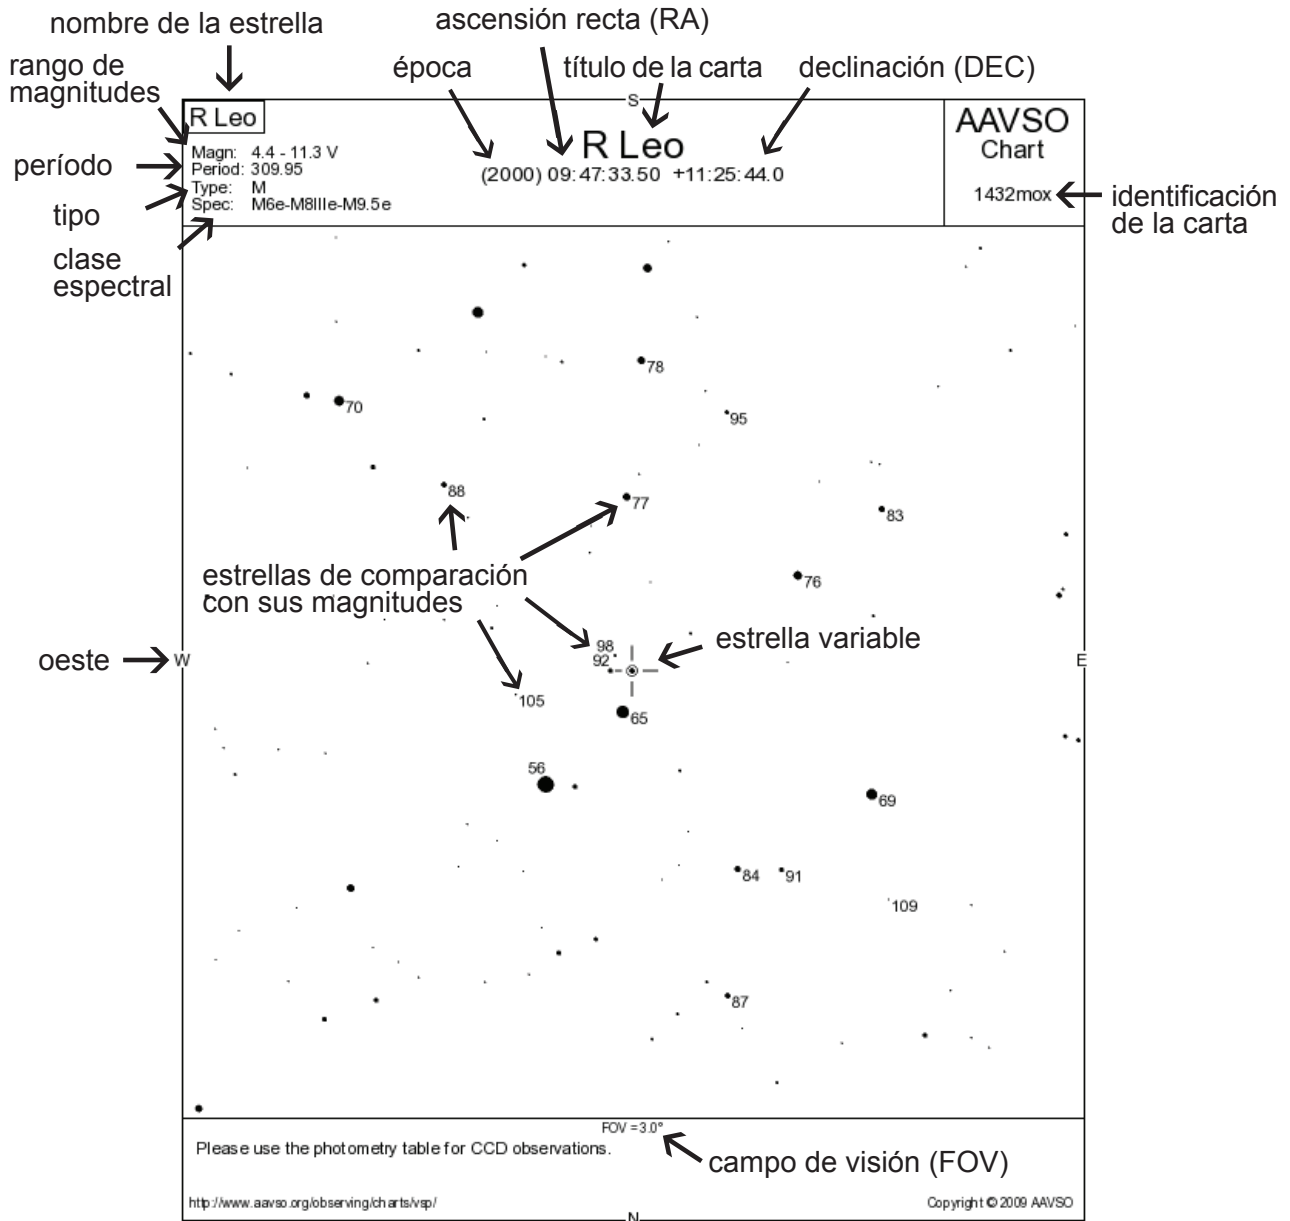 nombre de la estrella
ascensión recta (RA)
rango de
magnitudes
época
título de la carta
declinación (DEC)
S
R Leo
Magn: 4.4 - 11.3 V
Period: 309.95
Type: M
Spec: M6e-M8IIIe-M9.5e
R Leo
(2000) 09:47:33.50 +11:25:44.0
AAVSO
Chart
1432mox
período
tipo
clase
espectral
identificación
de la carta
78
70
95
88
77
83
76
estrellas de comparación
con sus magnitudes
98
92
estrella variable
oeste
W
E
105
65
56
69
84
91
109
87
FOV = 3.0°
Please use the photometry table for CCD observations.
campo de visión (FOV)
http://www.aavso.org/observing/charts/vsp/
Copyright © 2009 AAVSO
N